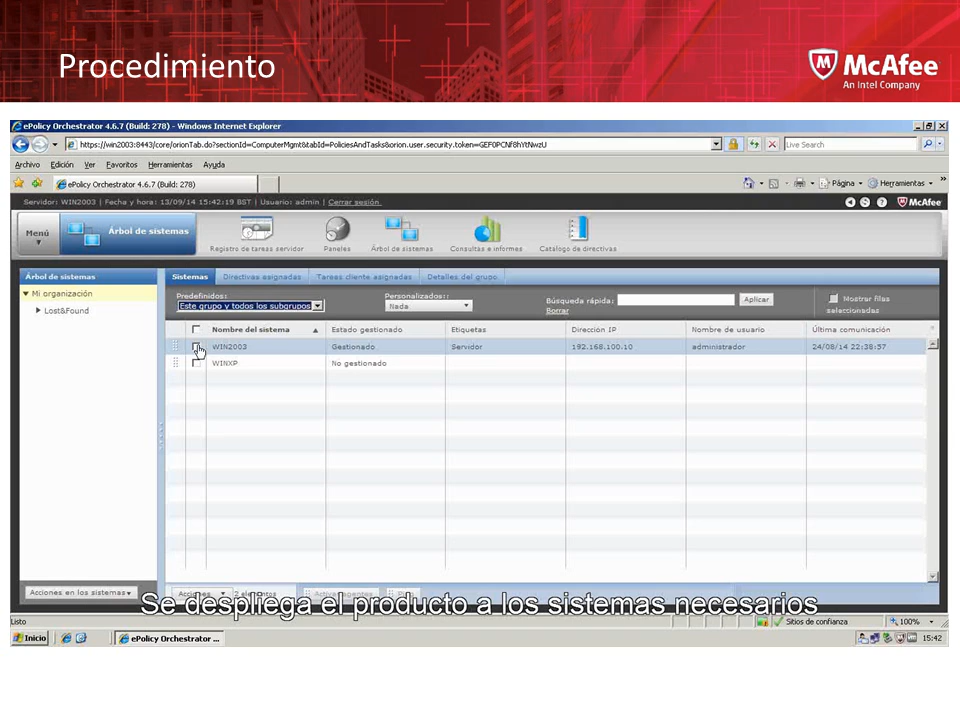 Procedimiento
McAfee
An Intel Company
ePolicy Orchestrator 4.6.7 (Build: 278) - Windows Internet Explorer
https://win2003:8443/core/orionTab.do?sectionId=ComputerMgmt&tabId=PoliciesAndTasks&orion.user.security.token=GEF0PCNf8hYtNwzU
Live Search
Archivo Edición Ver Favoritos Herramientas Ayuda
ePolicy Orchestrator 4.6.7 (Build: 278)
Página Herramientas
Servidor: WIN2003 | Fecha y hora: 13/09/14 15:42:19 BST | Usuario: admin | Cerrar sesión
McAfee
Menú
Árbol de sistemas
Registro de tareas servidor Paneles Árbol de sistemas Consultas e informes Catálogo de directivas
Árbol de sistemas
Sistemas Directivas asignadas Tareas cliente asignadas Detalles del grupo
Mi organización
Lost&Found
Predefinidos:
Este grupo y todos los subgrupos
Personalizados:
Nada
Búsqueda rápida:
Aplicar
Borrar
Mostrar filas
seleccionadas
Nombre del sistema Estado gestionado Etiquetas Dirección IP Nombre de usuario Última comunicación
WIN2003 Gestionado Servidor 192.168.100.10 administrador 24/08/14 22:38:57
WINXP No gestionado
Acciones en los sistemas
Acciones 2 elementos
Se despliega el producto a los sistemas necesarios
Listo
Sitios de confianza
100%
Inicio
ePolicy Orchestrator ...
15:42